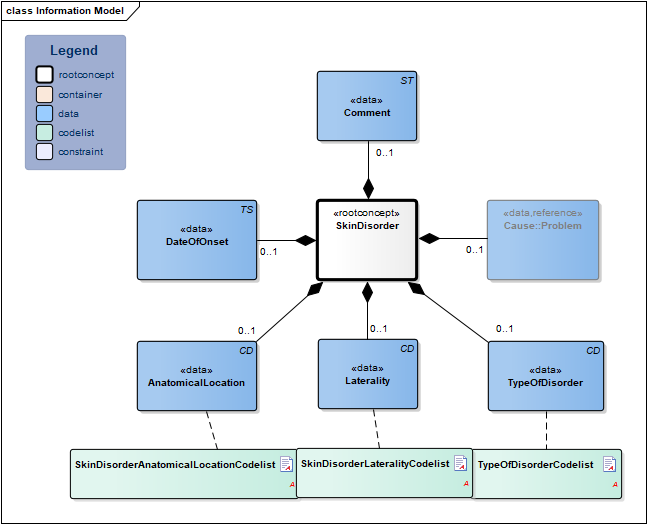 class Information Model
Legend
rootconcept
container
data
codelist
constraint
ST
«data»
Comment
0..1
TS
«data»
DateOfOnset
0..1
«rootconcept»
SkinDisorder
«data,reference»
Cause::Problem
0..1
0..1
0..1
0..1
CD
«data»
AnatomicalLocation
CD
«data»
Laterality
CD
«data»
TypeOfDisorder
SkinDisorderAnatomicalLocationCodelist
A
SkinDisorderLateralityCodelist
A
TypeOfDisorderCodelist
A